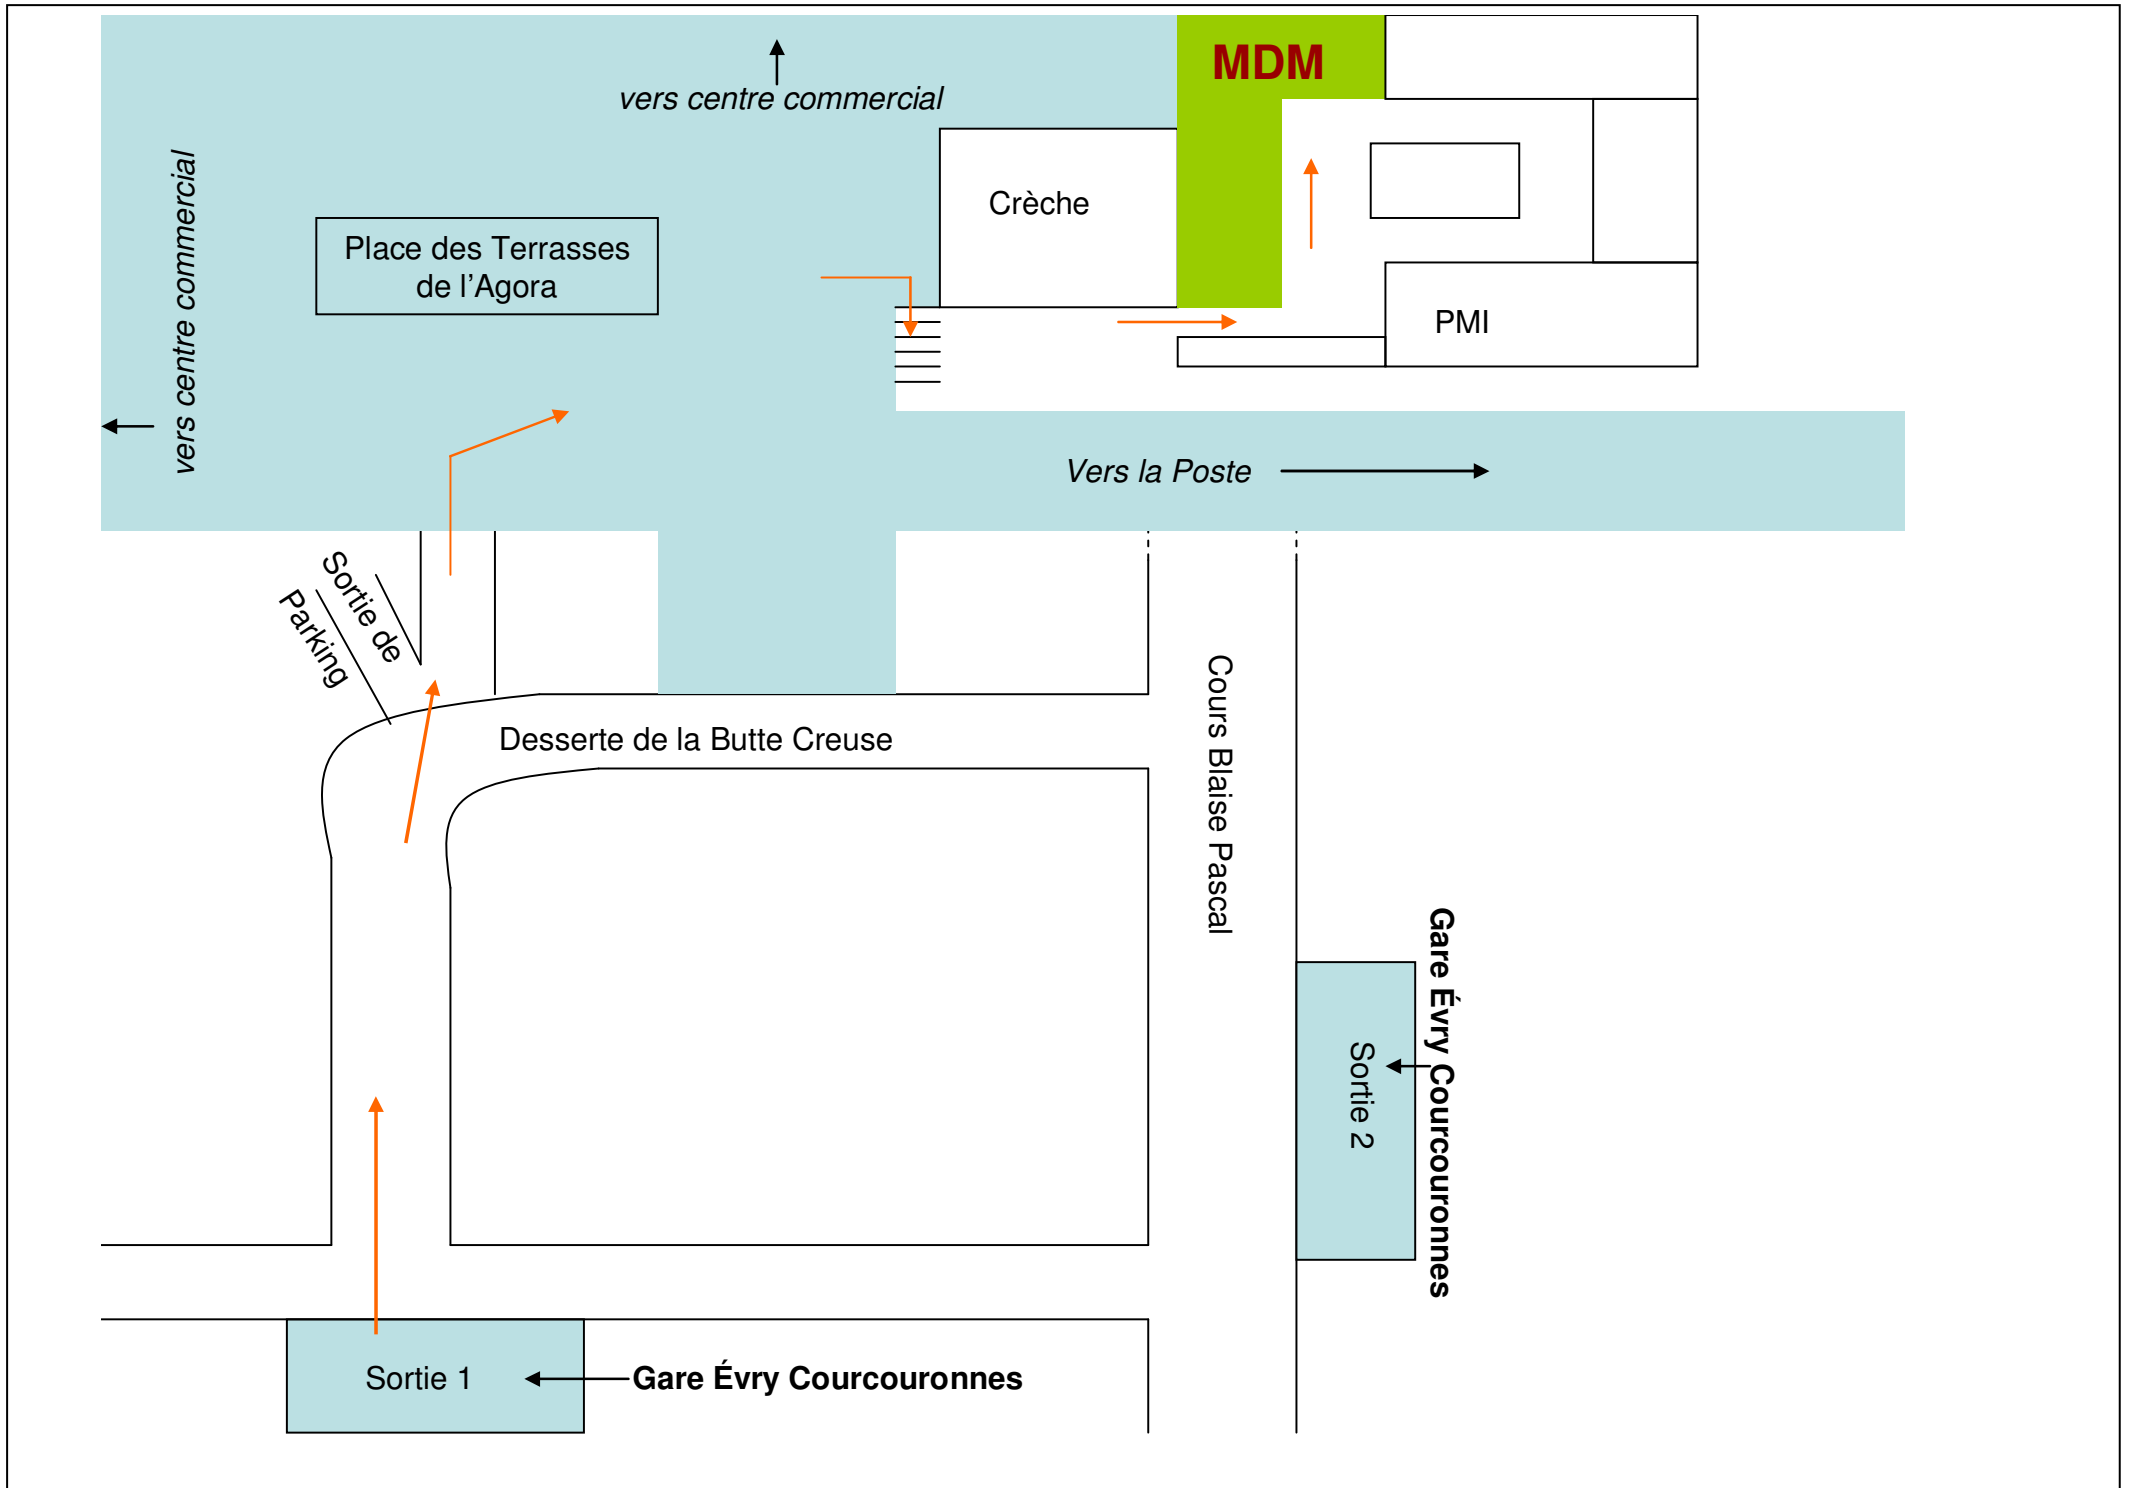 MDM
vers centre commercial
vers centre commercial
Crèche
Place des Terrasses
de l'Agora
PMI
Vers la Poste
Sortie de
Parking
Desserte de la Butte Creuse
Cours Blaise Pascal
Gare Évry Courcouronnes
Sortie 2
Sortie 1
Gare Évry Courcouronnes